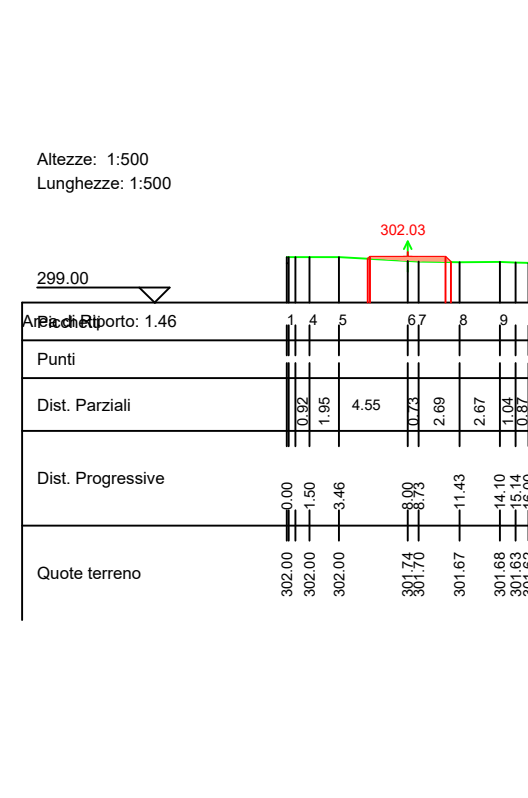 Altezze: 1:500
Lunghezze: 1:500
302.03
299.00
Picchetti 1 4 5 6 7 8 9
Area di Riporto: 1.46
Punti
Dist. Parziali 0.92 1.95 4.55 0.73 2.69 2.67 1.04 0.87
Dist. Progressive 0.00 1.50 3.46 8.00 8.73 11.43 14.10 15.14 16.00
Quote terreno 302.00 302.00 302.00 301.74 301.70 301.67 301.68 301.63 301.62